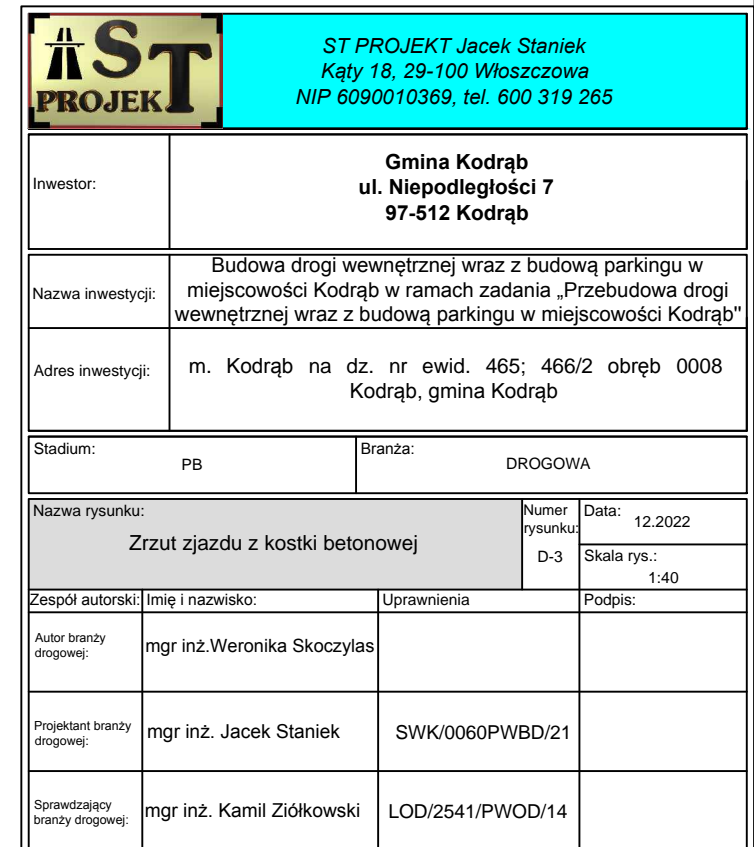 ST
PROJEKT
ST PROJEKT Jacek Staniek
Kąty 18, 29-100 Włoszczowa
NIP 6090010369, tel. 600 319 265
Inwestor:
Gmina Kodrąb
ul. Niepodległości 7
97-512 Kodrąb
Nazwa inwestycji:
Budowa drogi wewnętrznej wraz z budową parkingu w
miejscowości Kodrąb w ramach zadania „Przebudowa drogi
wewnętrznej wraz z budową parkingu w miejscowości Kodrąb"
Adres inwestycji:
m. Kodrąb na dz. nr ewid. 465; 466/2 obręb 0008
Kodrąb, gmina Kodrąb
Stadium:
PB
Branża:
DROGOWA
Nazwa rysunku:
Zrzut zjazdu z kostki betonowej
Numer
rysunku:
D-3
Data:
12.2022
Skala rys.:
1:40
Zespół autorski: Imię i nazwisko: Uprawnienia Podpis:
Autor branży
drogowej:
mgr inż.Weronika Skoczylas
Projektant branży
drogowej:
mgr inż. Jacek Staniek SWK/0060PWBD/21
Sprawdzający
branży drogowej:
mgr inż. Kamil Ziółkowski LOD/2541/PWOD/14